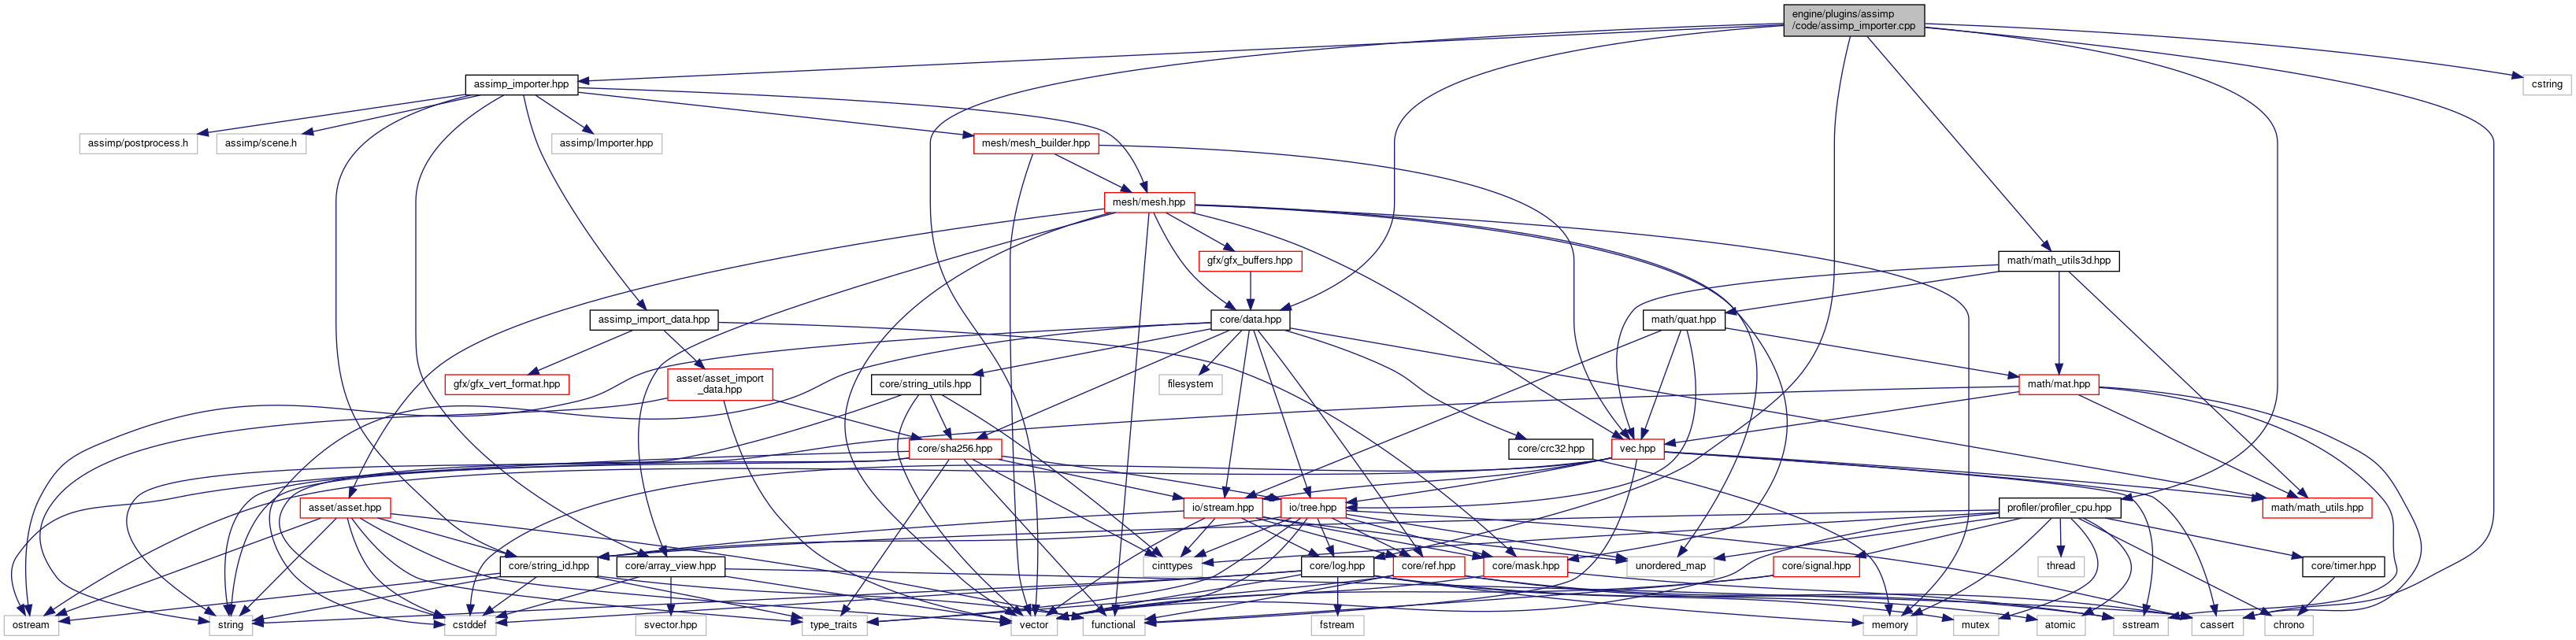 engine/plugins/assimp
/code/assimp_importer.cpp
assimp_importer.hpp
cstring
assimp/postprocess.h
assimp/scene.h
assimp/Importer.hpp
mesh/mesh_builder.hpp
mesh/mesh.hpp
gfx/gfx_buffers.hpp
math/math_utils3d.hpp
assimp_import_data.hpp
core/data.hpp
math/quat.hpp
gfx/gfx_vert_format.hpp
asset/asset_import
_data.hpp
core/string_utils.hpp
filesystem
math/mat.hpp
core/sha256.hpp
core/crc32.hpp
vec.hpp
asset/asset.hpp
io/stream.hpp
io/tree.hpp
profiler/profiler_cpu.hpp
math/math_utils.hpp
core/string_id.hpp
core/array_view.hpp
cinttypes
core/log.hpp
core/ref.hpp
core/mask.hpp
unordered_map
core/signal.hpp
thread
core/timer.hpp
ostream
string
cstddef
svector.hpp
type_traits
vector
functional
fstream
memory
mutex
atomic
sstream
cassert
chrono